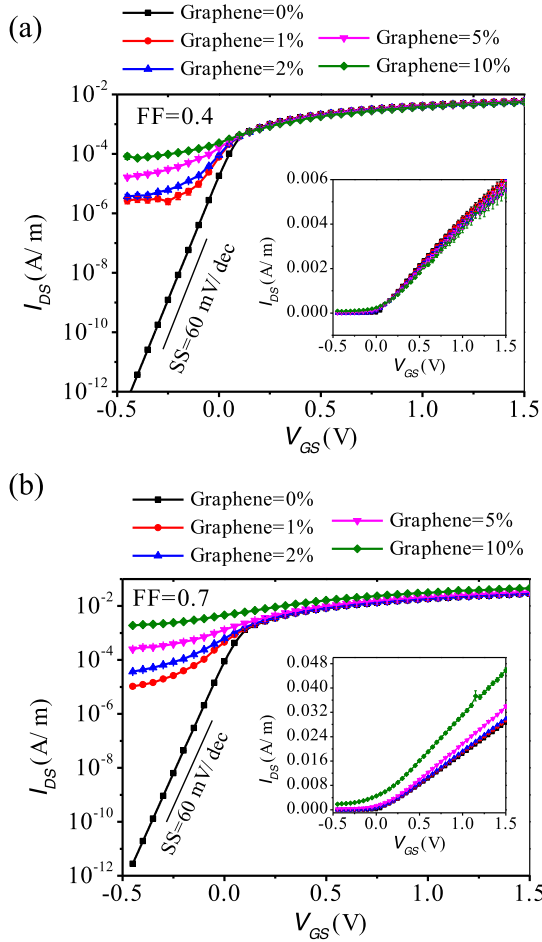 (a)
Graphene=0%
Graphene=1% Graphene=5%
Graphene=2% Graphene=10%
FF=0.4
10⁻²
10⁻⁴
10⁻⁶
10⁻⁸
10⁻¹⁰
10⁻¹²
I_DS (A/m)
SS=60 mV/dec
0.006
0.004
0.002
0.000
I_DS (A/m)
-0.5 0.0 0.5 1.0 1.5
V_GS (V)
-0.5 0.0 0.5 1.0 1.5
V_GS (V)
(b)
Graphene=0%
Graphene=1% Graphene=5%
Graphene=2% Graphene=10%
FF=0.7
10⁻²
10⁻⁴
10⁻⁶
10⁻⁸
10⁻¹⁰
10⁻¹²
I_DS (A/m)
SS=60 mV/dec
0.048
0.036
0.024
0.012
0.000
I_DS (A/m)
-0.5 0.0 0.5 1.0 1.5
V_GS (V)
-0.5 0.0 0.5 1.0 1.5
V_GS (V)